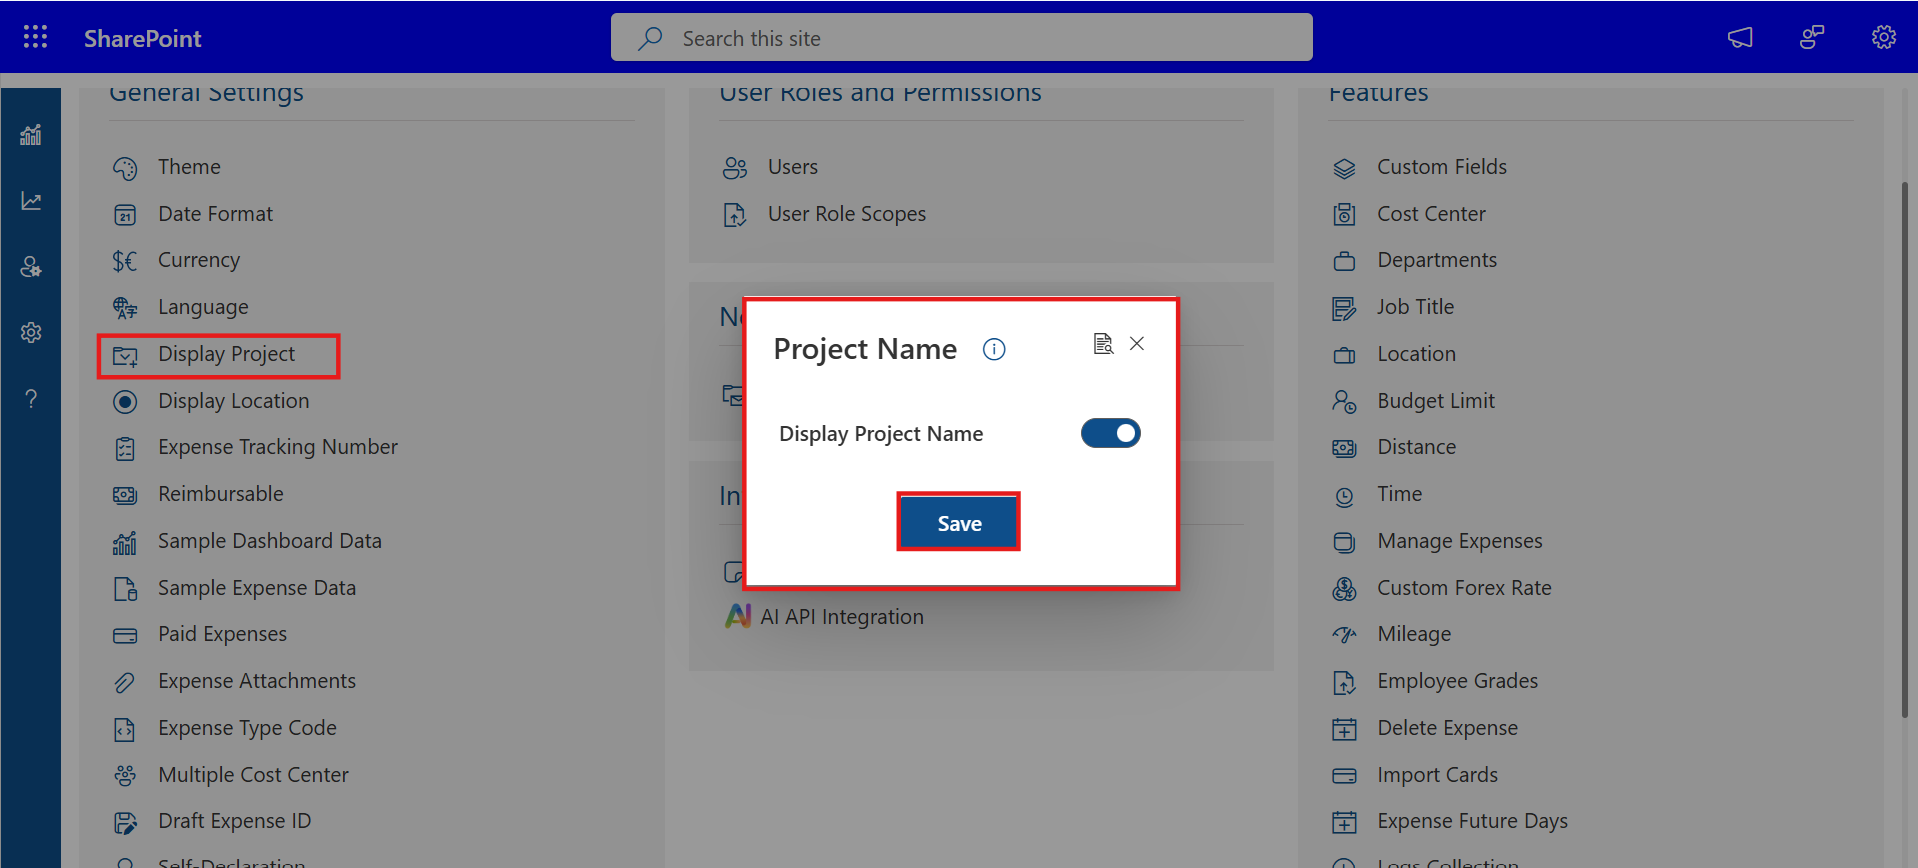 SharePoint
Search this site
General Settings
Theme
21
Date Format
$€
Currency
Language
Display Project
Display Location
Expense Tracking Number
Reimbursable
Sample Dashboard Data
Sample Expense Data
Paid Expenses
Expense Attachments
Expense Type Code
Multiple Cost Center
Draft Expense ID
Self-Declaration
User Roles and Permissions
Users
User Role Scopes
Project Name
Display Project Name
Save
AI AI API Integration
Features
Custom Fields
Cost Center
Departments
Job Title
Location
Budget Limit
Distance
Time
Manage Expenses
Custom Forex Rate
Mileage
Employee Grades
Delete Expense
Import Cards
Expense Future Days
Logs Collection